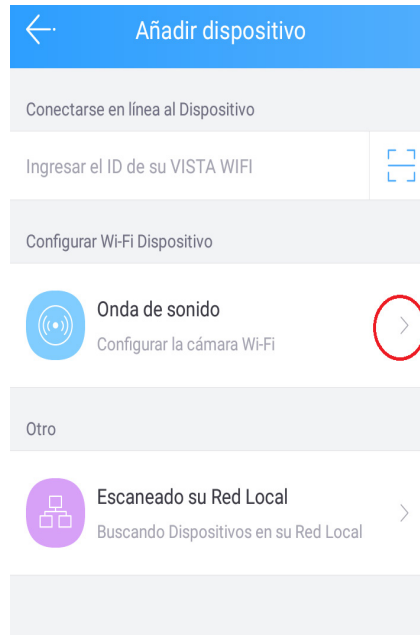 Añadir dispositivo
Conectarse en línea al Dispositivo
Ingresar el ID de su VISTA WIFI
Configurar Wi-Fi Dispositivo
Onda de sonido
Configurar la cámara Wi-Fi
Otro
Escaneado su Red Local
Buscando Dispositivos en su Red Local